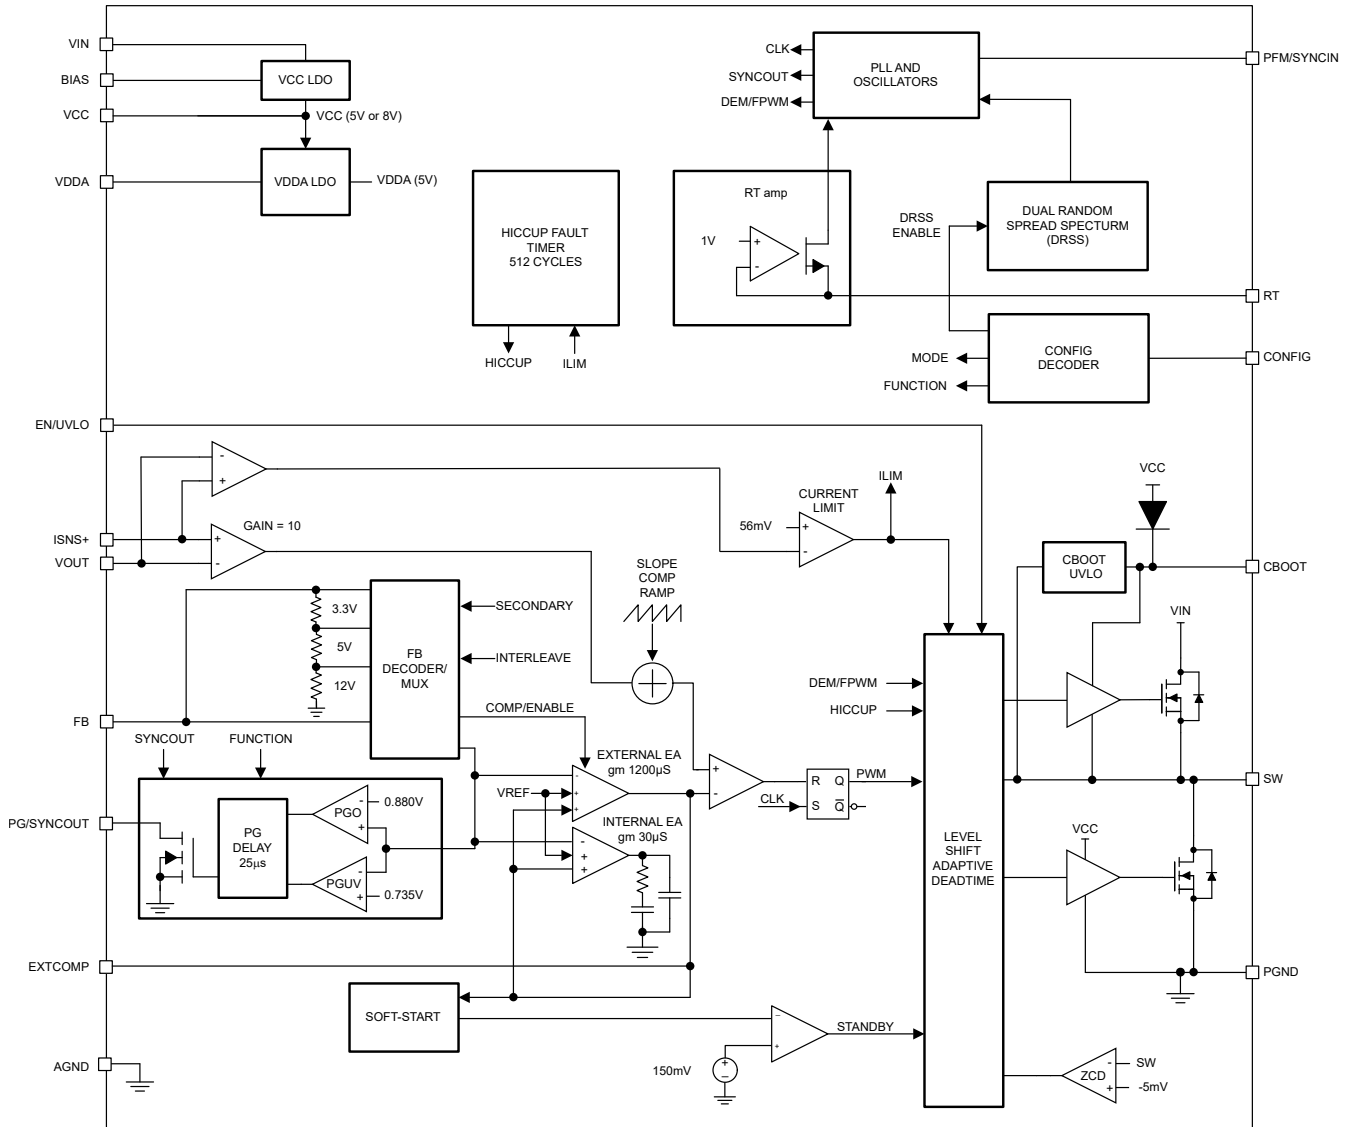 VIN
BIAS
VCC
VDDA
VCC LDO
VCC (5V or 8V)
VDDA LDO
VDDA (5V)
HICCUP FAULT
TIMER
512 CYCLES
HICCUP
ILIM
CLK
SYNCOUT
DEM/FPWM
PLL AND
OSCILLATORS
PFM/SYNCIN
RT amp
1V
+
-
DRSS
ENABLE
DUAL RANDOM
SPREAD SPECTURM
(DRSS)
RT
MODE
FUNCTION
CONFIG
DECODER
CONFIG
EN/UVLO
-
+
ISNS+
VOUT
+
-
GAIN = 10
CURRENT
LIMIT
56mV
+
-
ILIM
VCC
CBOOT
UVLO
CBOOT
SLOPE
COMP
RAMP
3.3V
5V
12V
FB
DECODER/
MUX
SECONDARY
INTERLEAVE
COMP/ENABLE
FB
SYNCOUT
FUNCTION
PG/SYNCOUT
PG
DELAY
25µs
PGO
-
+
0.880V
PGUV
-
+
0.735V
EXTERNAL EA
gm 1200µS
-
+
+
VREF
INTERNAL EA
gm 30µS
-
+
+
+
-
R
Q
S
Q
CLK
PWM
DEM/FPWM
HICCUP
LEVEL
SHIFT
ADAPTIVE
DEADTIME
VIN
SW
VCC
PGND
EXTCOMP
SOFT-START
AGND
150mV
+
−
−
+
STANDBY
ZCD
-
+
SW
-5mV